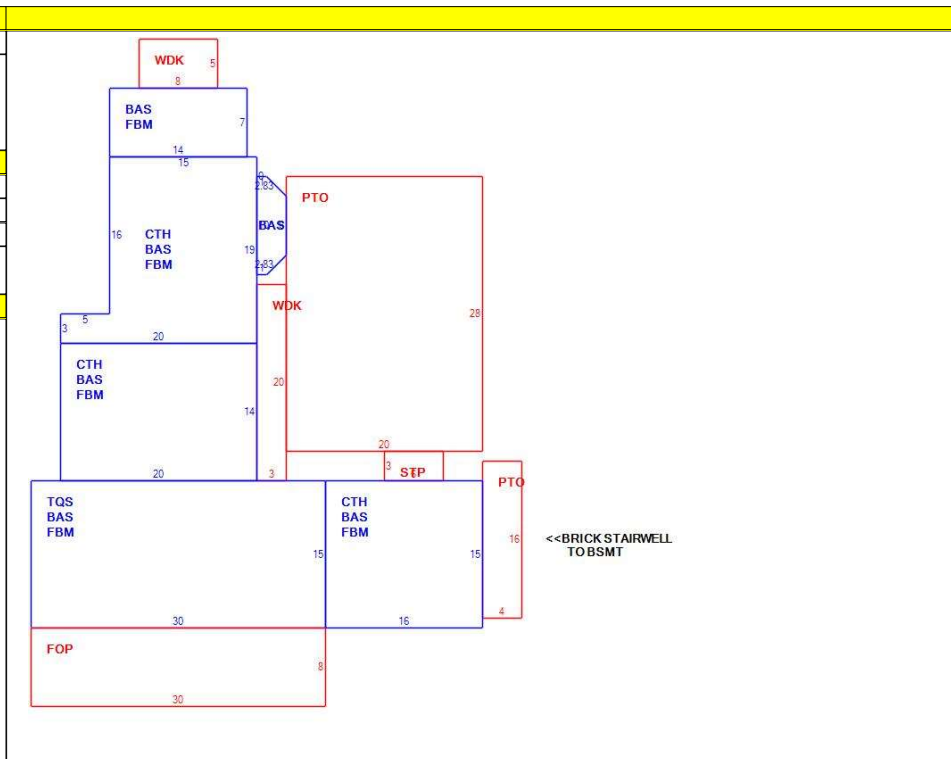 WDK
5
8
BAS
FBM
7
14
15
2.83
PTO
16
CTH
BAS
FBM
BAS
19
2.83
WDK
28
3
5
20
CTH
BAS
FBM
20
14
20
3
20
3
STP
PTO
TQS
BAS
FBM
CTH
BAS
FBM
15
15
16
<<BRICK STAIRWELL
TO BSMT
4
30
16
FOP
8
30